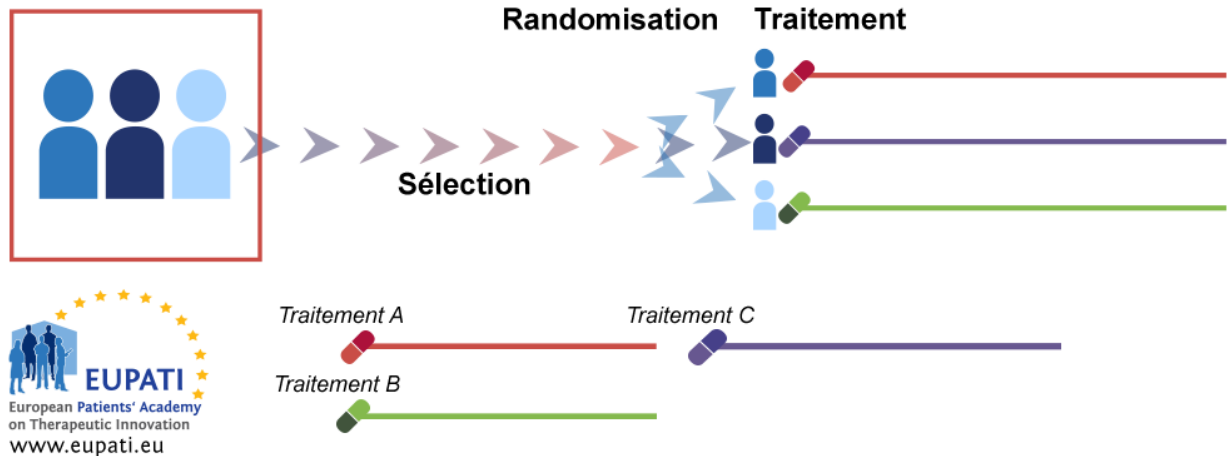 Randomisation
Traitement
Sélection
Traitement A
Traitement C
Traitement B
EUPATI
European Patients' Academy
on Therapeutic Innovation
www.eupati.eu